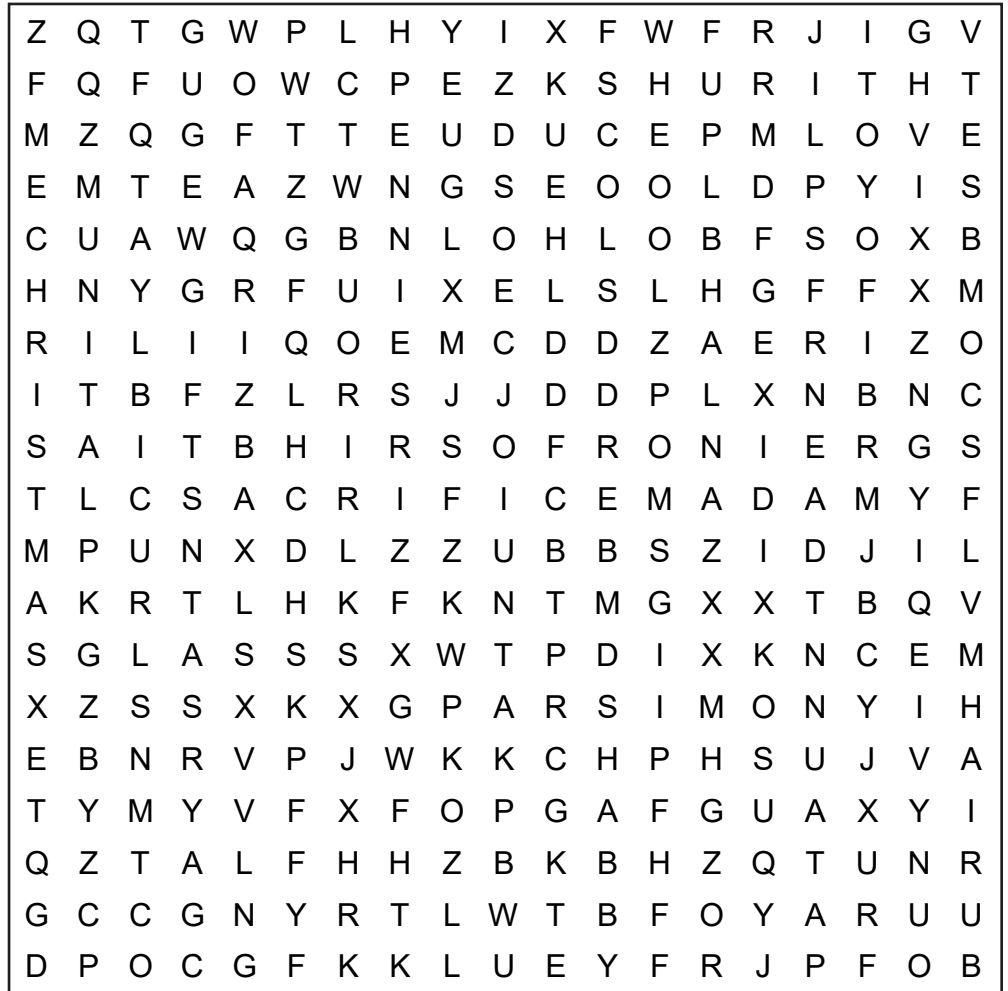 Z Q T G W P L H Y I X F W F R J I G V
F Q F U O W C P E Z K S H U R I T H T
M Z Q G F T T E U D U C E P M L O V E
E M T E A Z W N G S E O O L D P Y I S
C U A W Q G B N L O H L O B F S O X B
H N Y G R F U I X E L S L H G F F X M
R I L I I Q O E M C D D Z A E R I Z O
I T B F Z L R S J J D D P L X N B N C
S A I T B H I R S O F R O N I E R G S
T L C S A C R I F I C E M A D A M Y F
M P U N X D L Z Z U B B S Z I D J I L
A K R T L H K F K N T M G X X T B Q V
S G L A S S S X W T P D I X K N C E M
X Z S S X K X G P A R S I M O N Y I H
E B N R V P J W K K C H P H S U J V A
T Y M Y V F X F O P G A F G U A X Y I
Q Z T A L F H H Z B K B H Z Q T U N R
G C C G N Y R T L W T B F O Y A R U U
D P O C G F K K L U E Y F R J P F O B